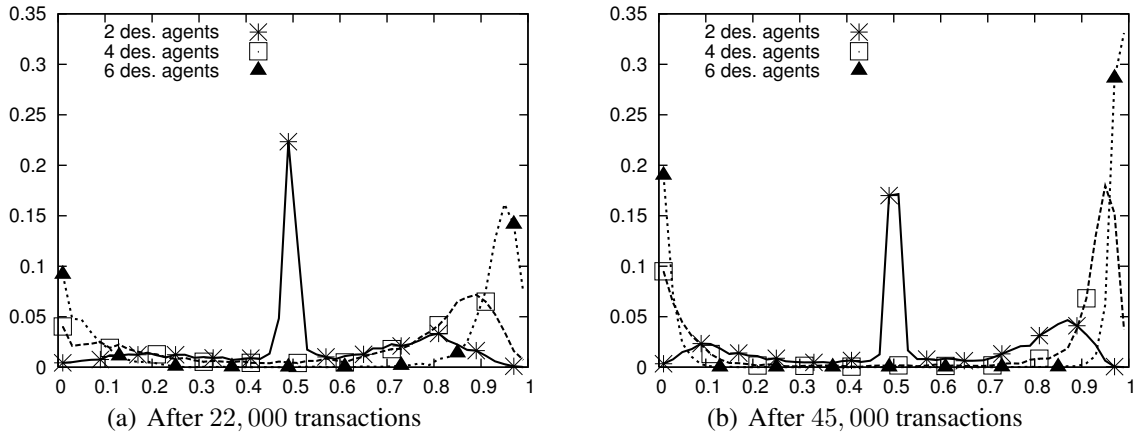 0.35
0.3
0.25
0.2
0.15
0.1
0.05
0
2 des. agents
4 des. agents
6 des. agents
0 0.1 0.2 0.3 0.4 0.5 0.6 0.7 0.8 0.9 1
(a) After 22, 000 transactions
0.35
0.3
0.25
0.2
0.15
0.1
0.05
0
2 des. agents
4 des. agents
6 des. agents
0 0.1 0.2 0.3 0.4 0.5 0.6 0.7 0.8 0.9 1
(b) After 45, 000 transactions